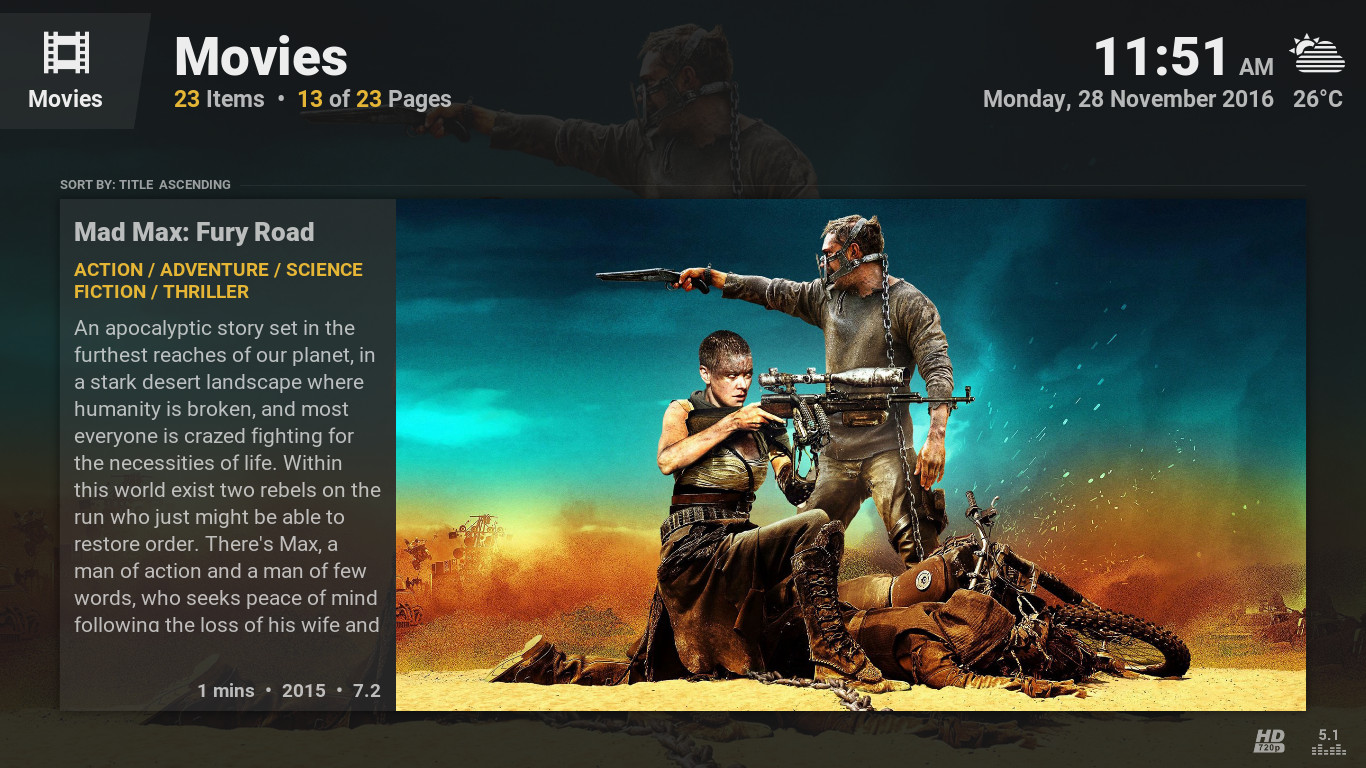 Movies
Movies
23 Items • 13 of 23 Pages
11:51 AM
Monday, 28 November 2016 26°C
SORT BY: TITLE ASCENDING
Mad Max: Fury Road
ACTION / ADVENTURE / SCIENCE
FICTION / THRILLER
An apocalyptic story set in the
furthest reaches of our planet, in
a stark desert landscape where
humanity is broken, and most
everyone is crazed fighting for
the necessities of life. Within
this world exist two rebels on the
run who just might be able to
restore order. There's Max, a
man of action and a man of few
words, who seeks peace of mind
following the loss of his wife and
1 mins • 2015 • 7.2
HD
720p
5.1